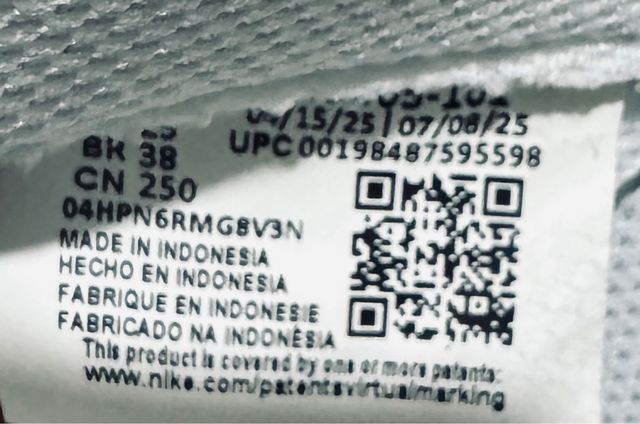 /15/25 | 07/08/25
UPC 00198487595598
BR 38
CN 250
04HPN6RMG8V3N
MADE IN INDONESIA
HECHO EN INDONESIA
FABRIQUE EN INDONESIE
FABRICADO NA INDONÉSIA
This product is covered by one or more patents:
www.nike.com/patentsvirtualmarking